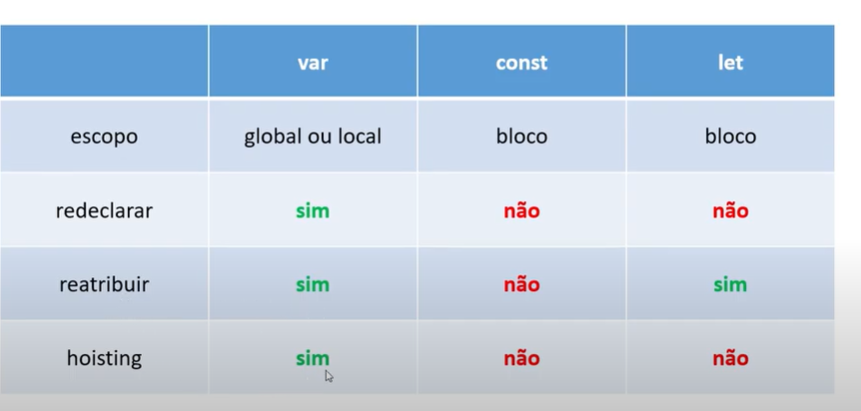 var const let
escopo global ou local bloco bloco
redeclarar sim não não
reatribuir sim não sim
hoisting sim não não